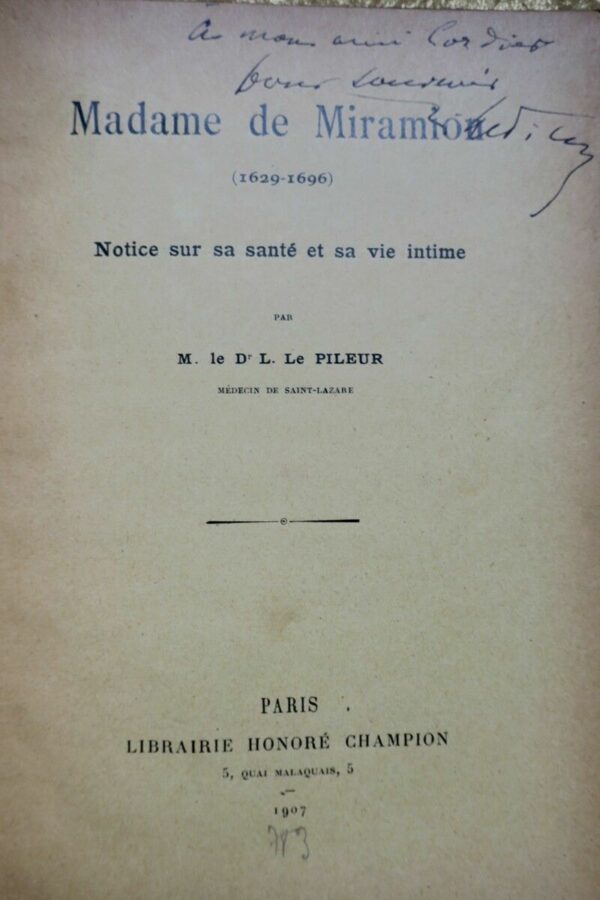 À mon ami Cordier
pour souvenir
Madame de Miramion
(1629-1696)
Notice sur sa santé et sa vie intime
PAR
M. le Dr L. Le PILEUR
MÉDECIN DE SAINT-LAZARE
PARIS
LIBRAIRIE HONORÉ CHAMPION
5, QUAI MALAQUAIS, 5
1907